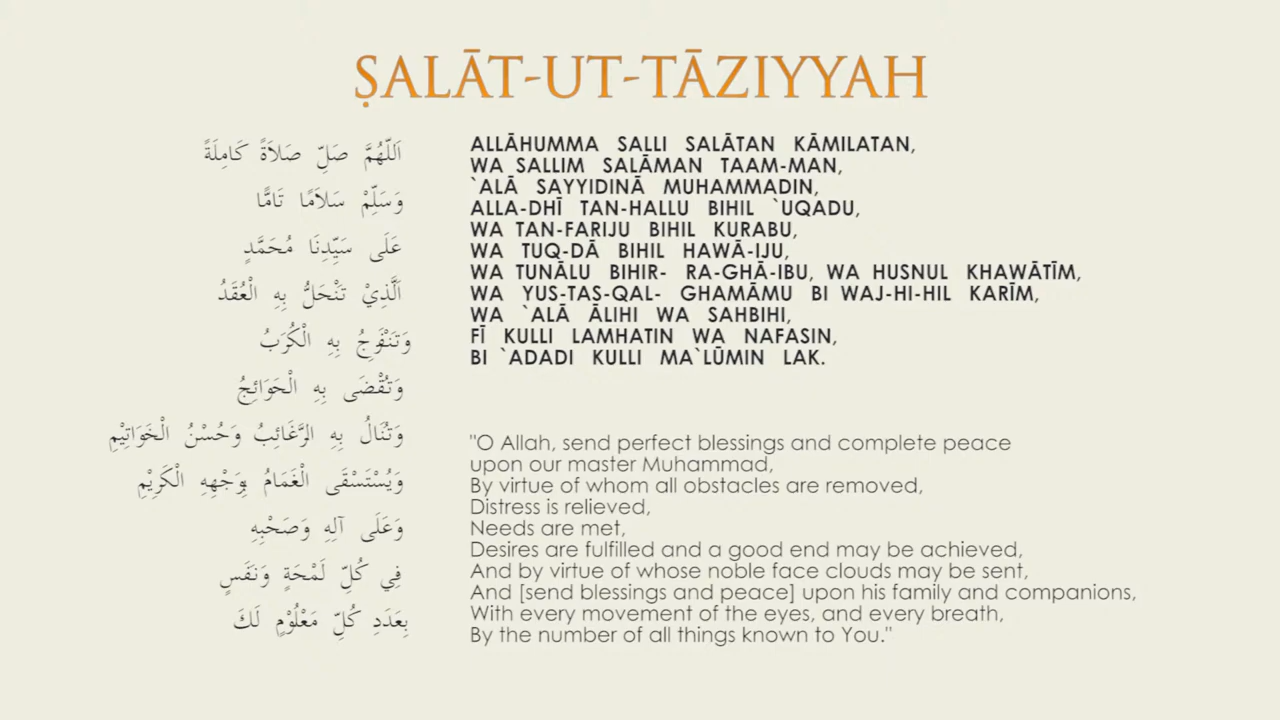 ṢALĀT-UT-TĀZIYYAH
اَللّٰهُمَّ صَلِّ صَلاَةً كَامِلَةً
وَسَلِّمْ سَلاَمًا تَامًّا
عَلَى سَيِّدِنَا مُحَمَّدٍ
اَلَّذِيْ تَنْحَلُّ بِهِ الْعُقَدُ
وَتَنْفَرِجُ بِهِ الْكُرَبُ
وَتُقْضَى بِهِ الْحَوَائِجُ
وَتُنَالُ بِهِ الرَّغَائِبُ وَحُسْنُ الْخَوَاتِيْمِ
وَيُسْتَسْقَى الْغَمَامُ بِوَجْهِهِ الْكَرِيْمِ
وَعَلَى آلِهِ وَصَحْبِهِ
فِي كُلِّ لَمْحَةٍ وَنَفَسٍ
بِعَدَدِ كُلِّ مَعْلُوْمٍ لَكَ
ALLĀHUMMA SALLI SALĀTAN KĀMILATAN,
WA SALLIM SALĀMAN TAAM-MAN,
`ALĀ SAYYIDINĀ MUHAMMADIN,
ALLA-DHĪ TAN-HALLU BIHIL `UQADU,
WA TAN-FARIJU BIHIL KURABU,
WA TUQ-DĀ BIHIL HAWĀ-IJU,
WA TUNĀLU BIHIR- RA-GHĀ-IBU, WA HUSNUL KHAWĀTĪM,
WA YUS-TAS-QAL- GHAMĀMU BI WAJ-HI-HIL KARĪM,
WA `ALĀ ĀLIHI WA SAHBIHI,
FĪ KULLI LAMHATIN WA NAFASIN,
BI `ADADI KULLI MA`LŪMIN LAK.
"O Allah, send perfect blessings and complete peace
upon our master Muhammad,
By virtue of whom all obstacles are removed,
Distress is relieved,
Needs are met,
Desires are fulfilled and a good end may be achieved,
And by virtue of whose noble face clouds may be sent,
And [send blessings and peace] upon his family and companions,
With every movement of the eyes, and every breath,
By the number of all things known to You."